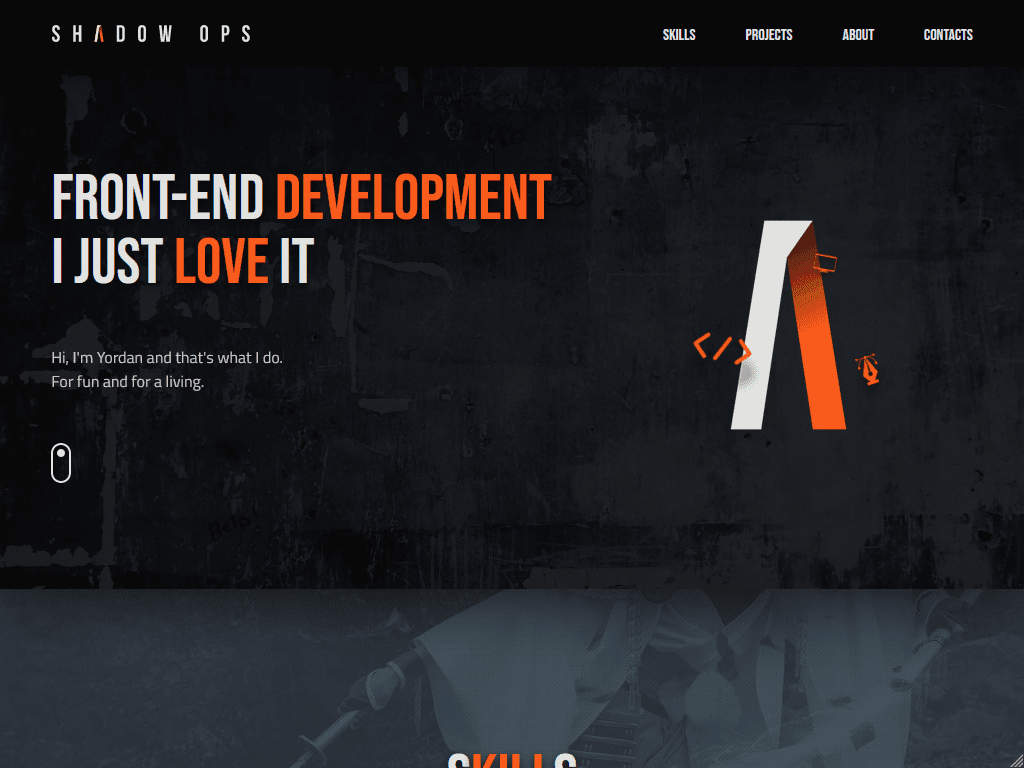 SHADOW OPS
SKILLS
PROJECTS
ABOUT
CONTACTS
FRONT-END DEVELOPMENT
I JUST LOVE IT
Hi, I'm Yordan and that's what I do.
For fun and for a living.
</>
SKILLS